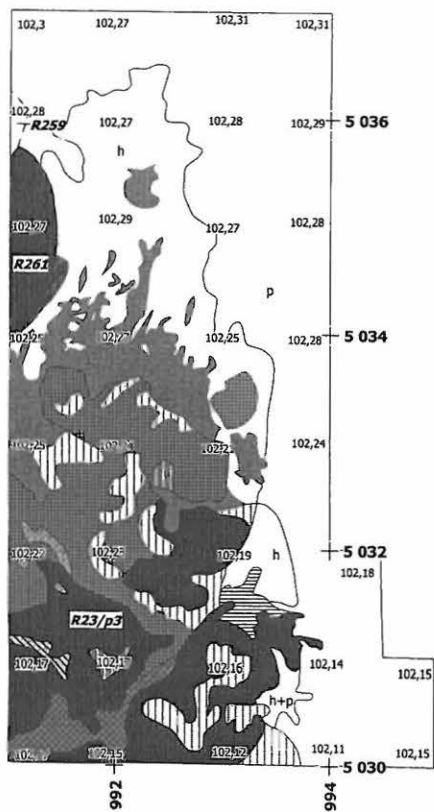 102,3 102,27 102,31 102,31
102,28 102,27 102,28 102,29 5 036
R259
h
102,27 102,29 102,27 102,28
R261
p
102,25 102,25 102,28 5 034
102,25 102,24
102,19 h 5 032
102,18
R23/p3
102,17 102,16 102,14 102,15
h+p
102,15 102,12 102,11 102,15 5 030
992 994